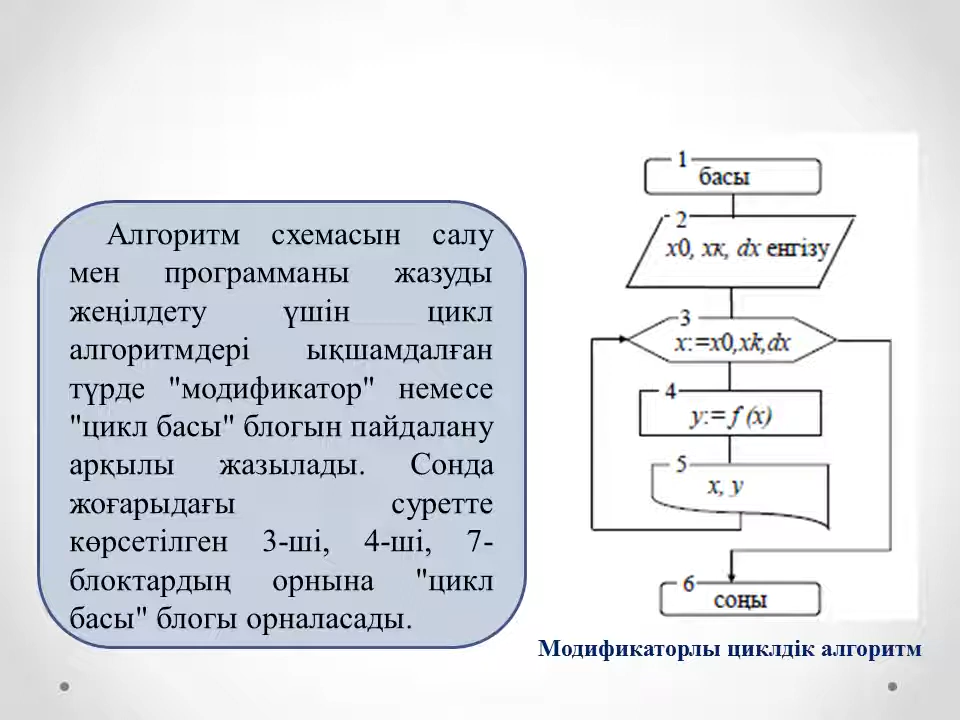 Алгоритм схемасын салу
мен программаны жазуды
жеңілдету үшін цикл
алгоритмдері ықшамдалған
түрде "модификатор" немесе
"цикл басы" блогын пайдалану
арқылы жазылады. Сонда
жоғарыдағы суретте
көрсетілген 3-ші, 4-ші, 7-
блоктардың орнына "цикл
басы" блогы орналасады.
1
басы
2
x0, xк, dx енгізу
3
x:=x0,xk,dx
4
y:= f (x)
5
x, y
6
соңы
Модификаторлы циклдік алгоритм